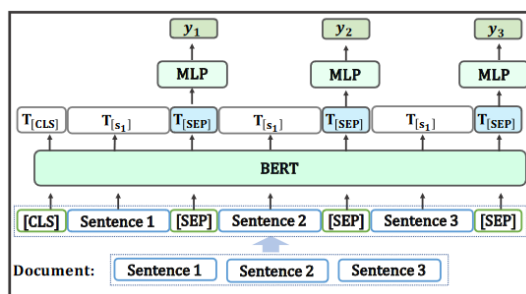 y₁ y₂ y₃
MLP MLP MLP
T[CLS] T[s₁] T[SEP] T[s₁] T[SEP] T[s₁] T[SEP]
BERT
[CLS] Sentence 1 [SEP] Sentence 2 [SEP] Sentence 3 [SEP]
Document: Sentence 1 Sentence 2 Sentence 3